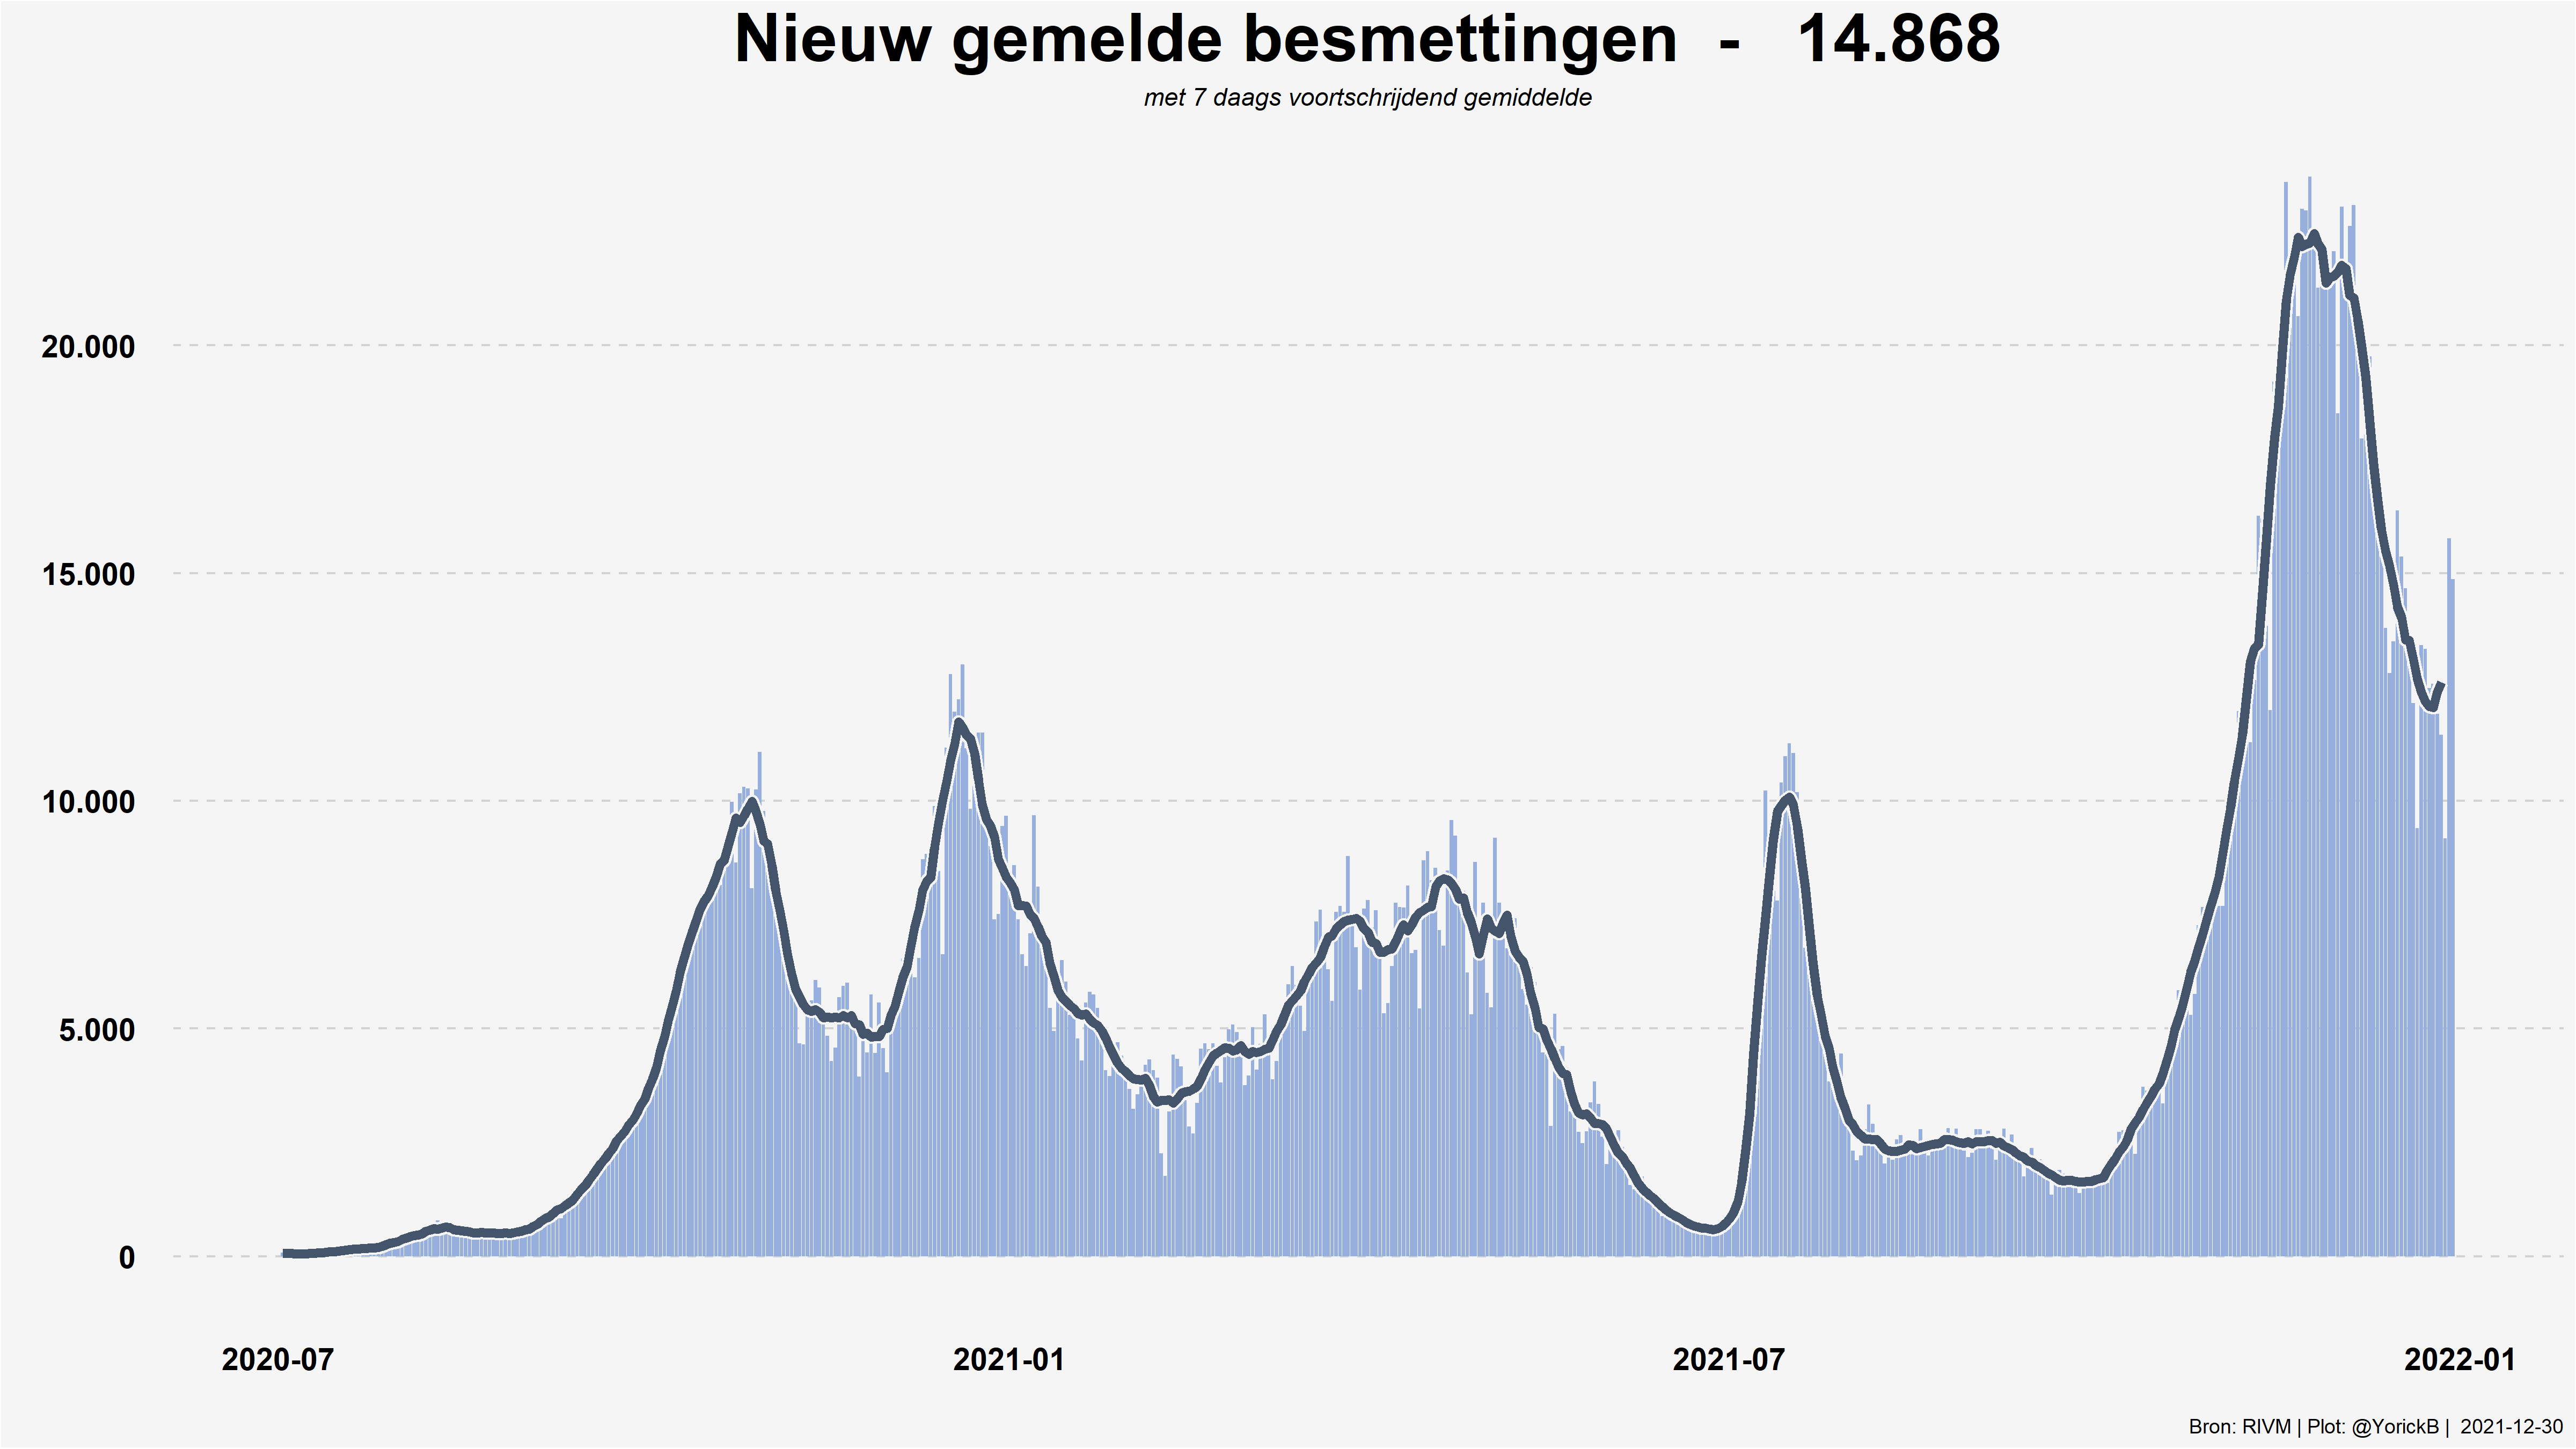 Nieuw gemelde besmettingen - 14.868
met 7 daags voortschrijdend gemiddelde
20.000
15.000
10.000
5.000
0
2020-07 2021-01 2021-07 2022-01
Bron: RIVM | Plot: @YorickB | 2021-12-30